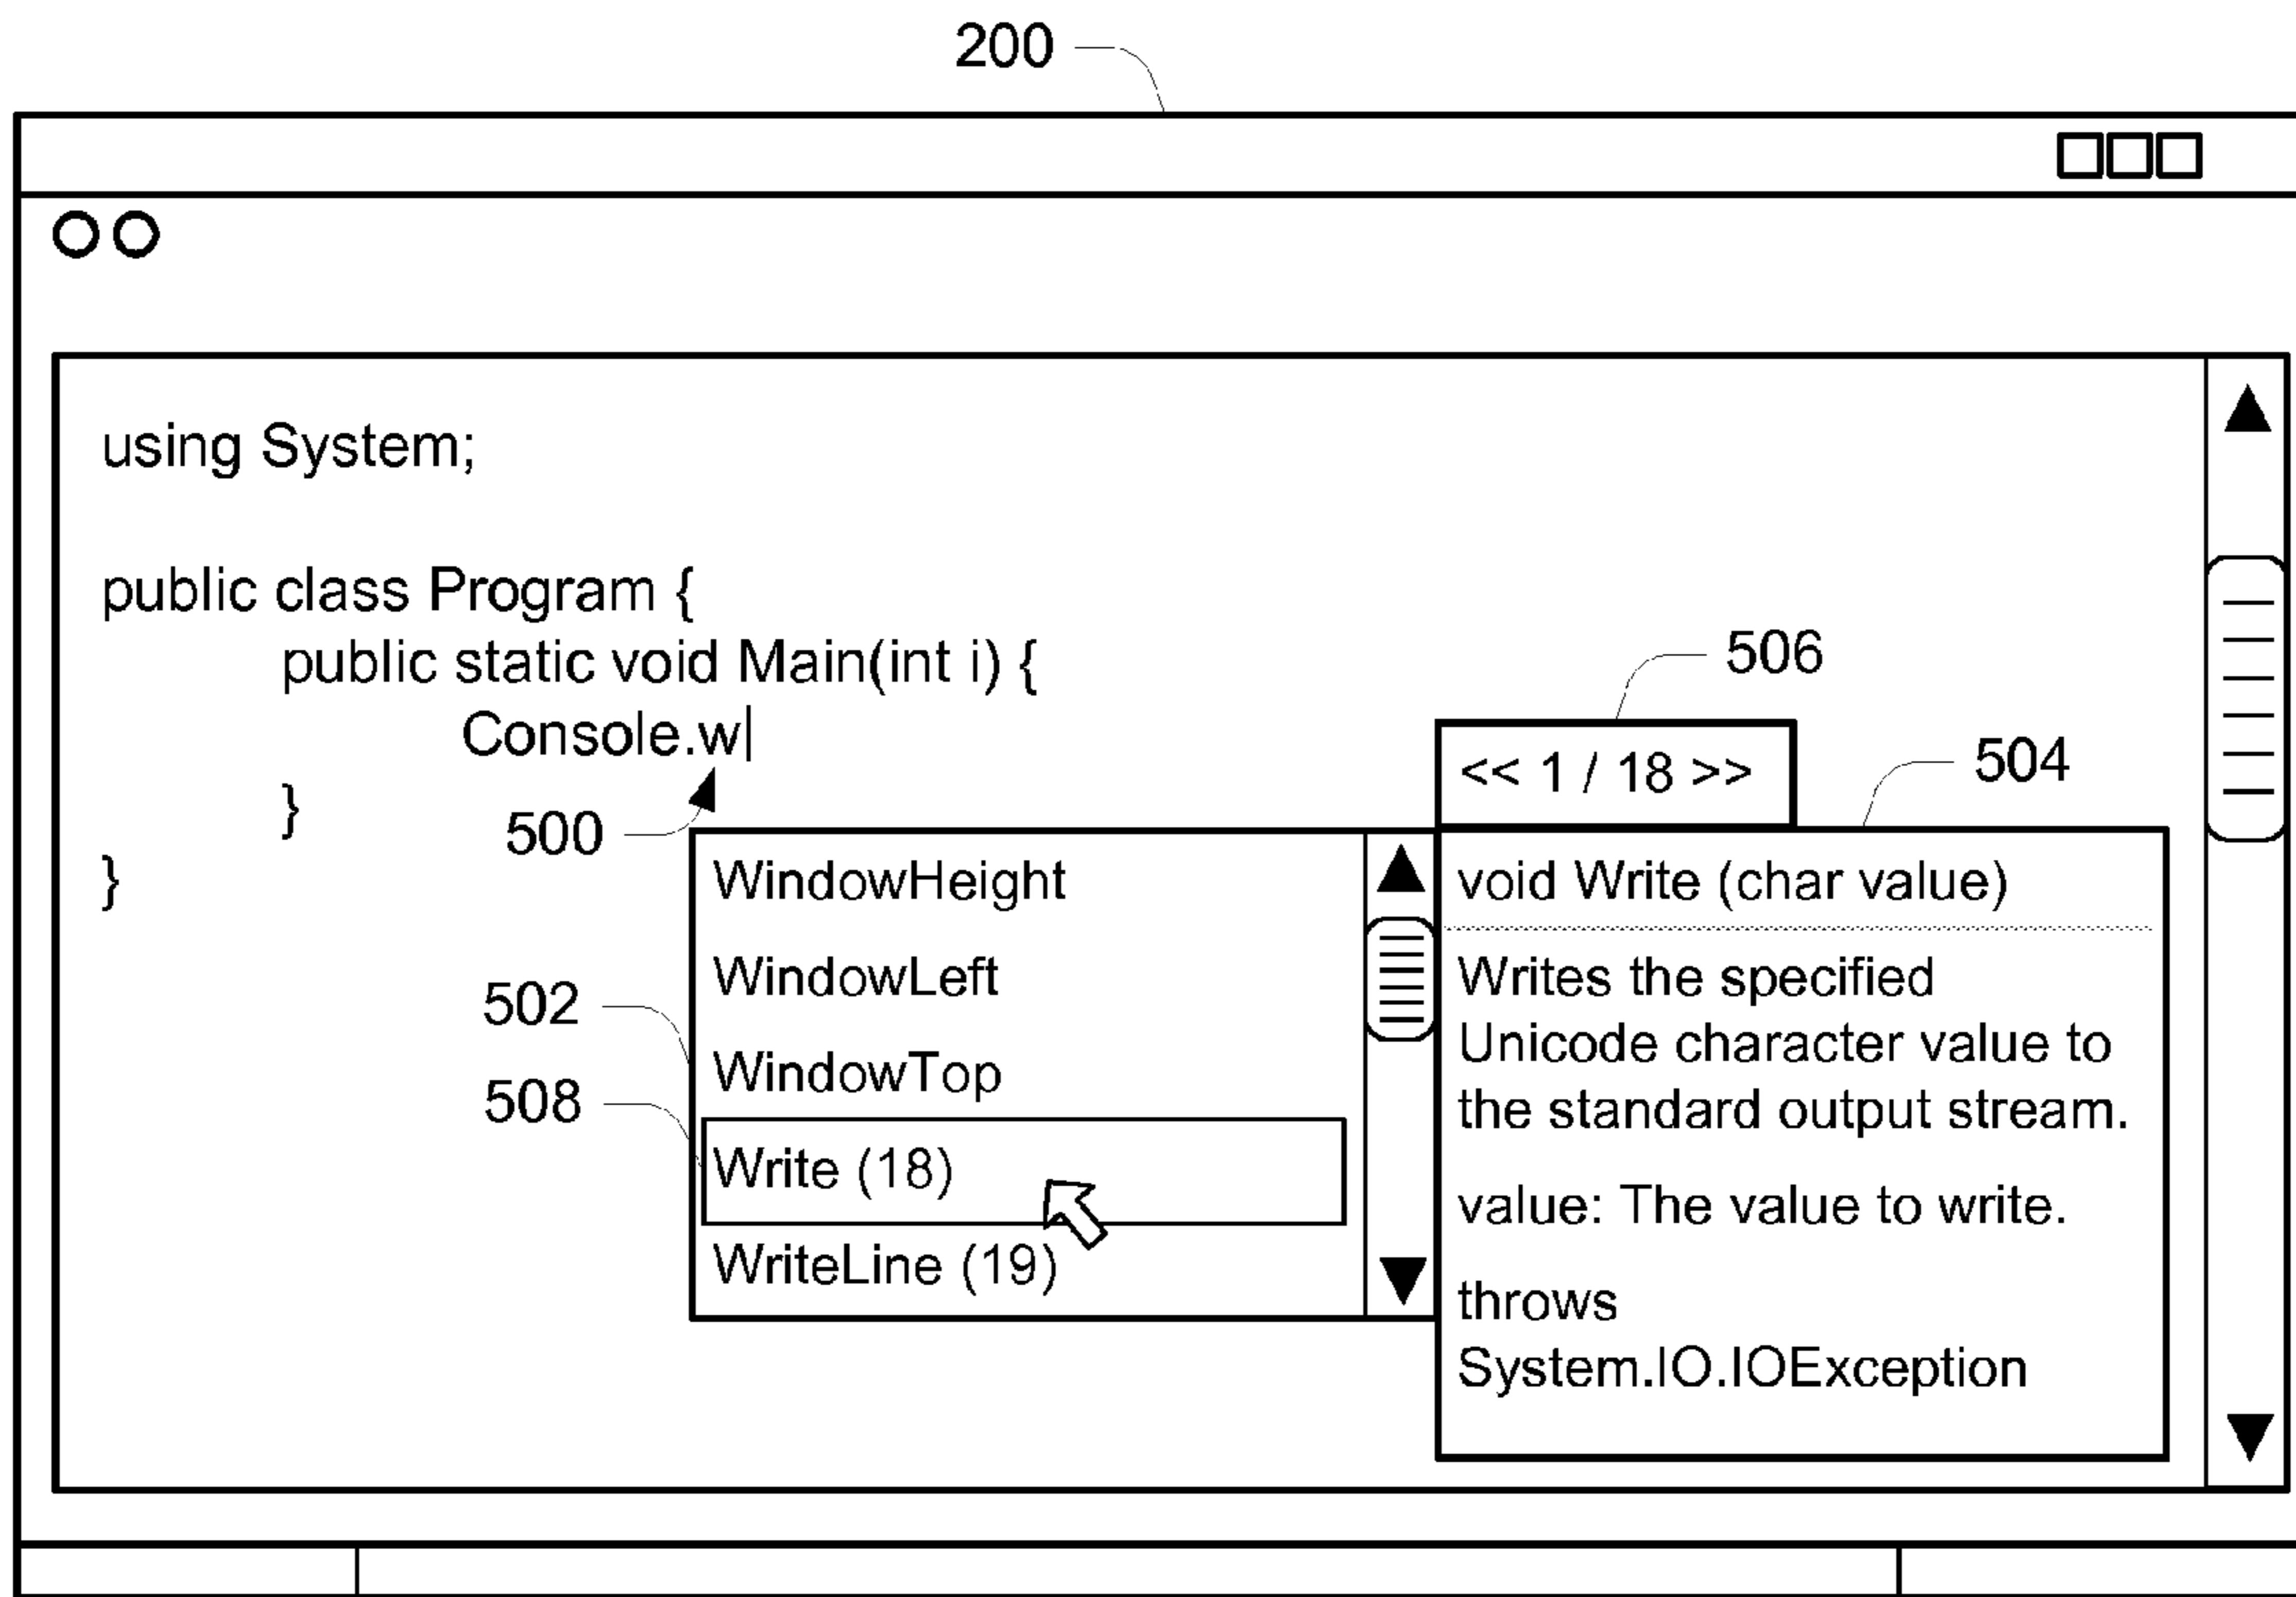 200
using System;
public class Program {
public static void Main(int i) {
Console.w|
}
}
500
506
<< 1 / 18 >>
504
502
508
WindowHeight
WindowLeft
WindowTop
Write (18)
WriteLine (19)
void Write (char value)
Writes the specified
Unicode character value to
the standard output stream.
value: The value to write.
throws
System.IO.IOException